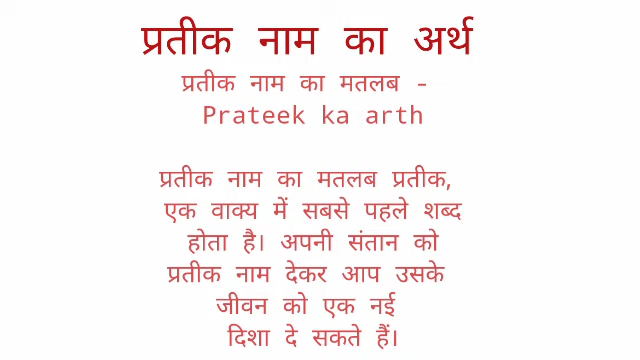 प्रतीक नाम का अर्थ
प्रतीक नाम का मतलब -
Prateek ka arth
प्रतीक नाम का मतलब प्रतीक,
एक वाक्य में सबसे पहले शब्द
होता है। अपनी संतान को
प्रतीक नाम देकर आप उसके
जीवन को एक नई
दिशा दे सकते हैं।